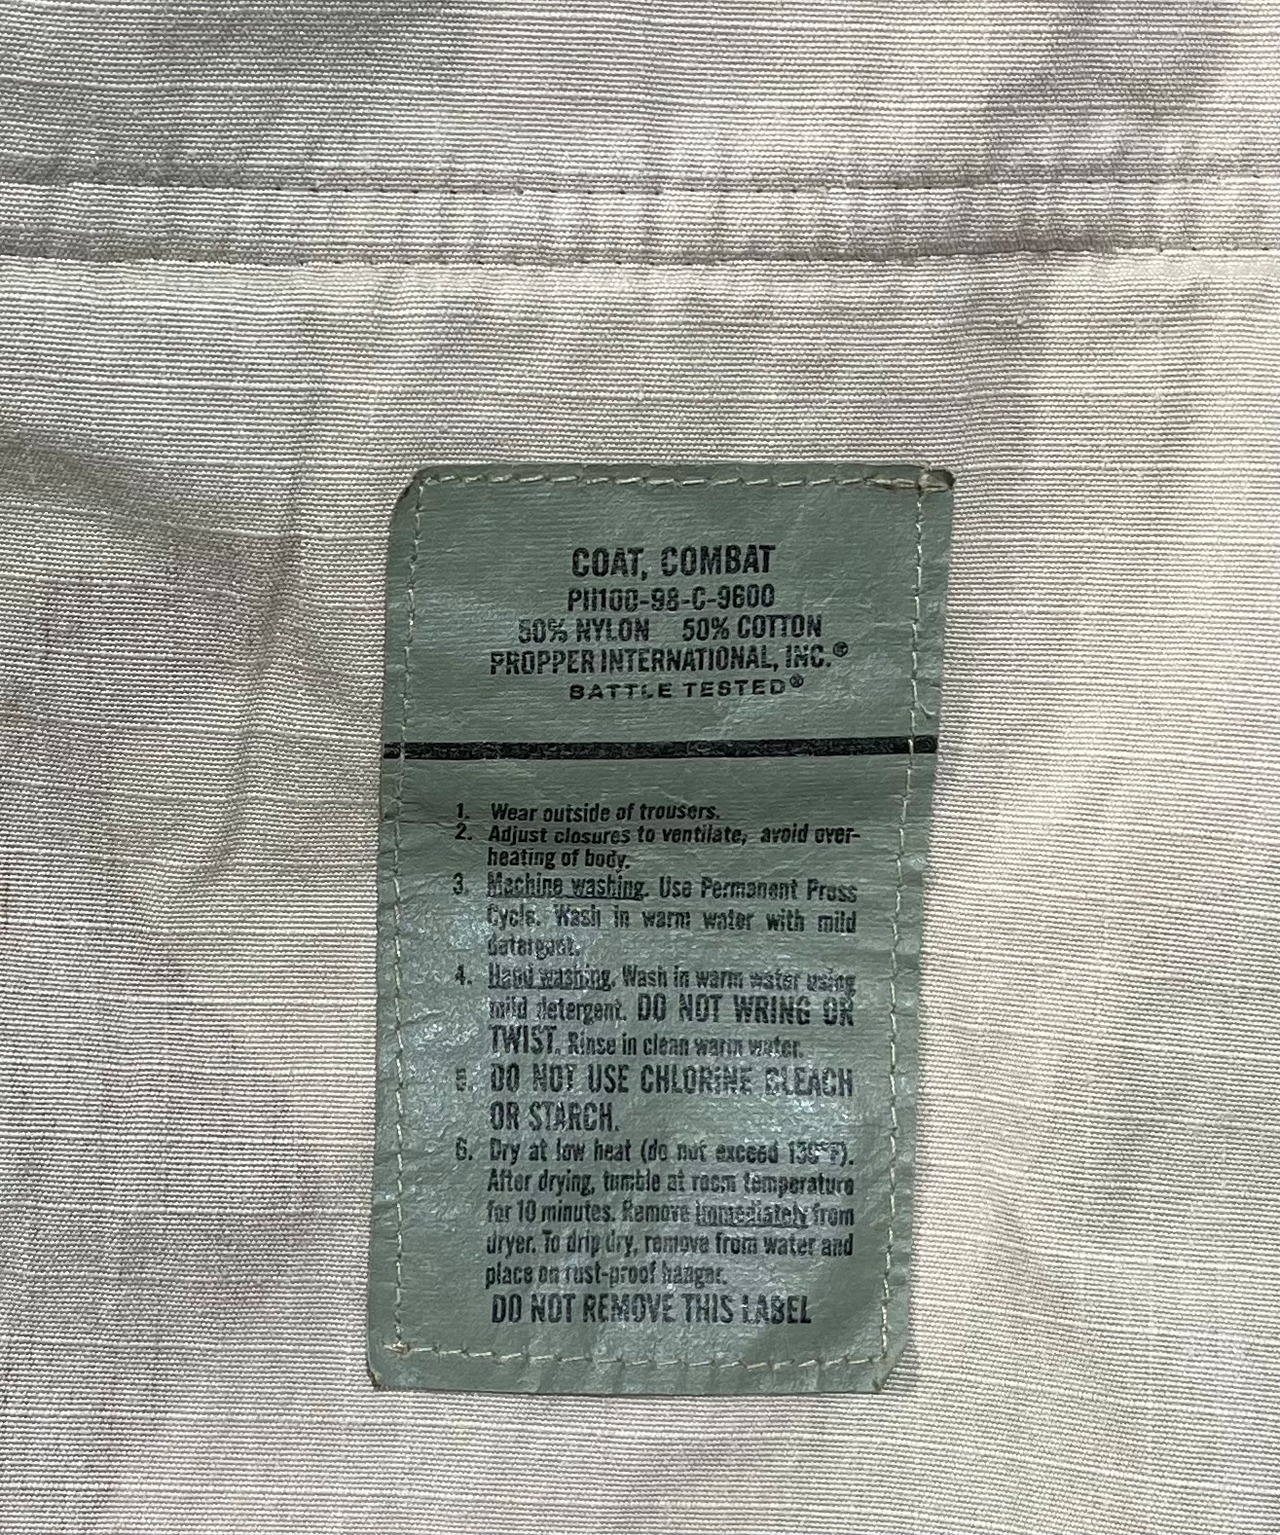 COAT, COMBAT
PII100-98-C-9600
50% NYLON 50% COTTON
PROPPER INTERNATIONAL, INC.®
BATTLE TESTED®
1. Wear outside of trousers.
2. Adjust closures to ventilate, avoid over-
heating of body.
3. Machine washing. Use Permanent Press
Cycle. Wash in warm water with mild
detergent.
4. Hand washing. Wash in warm water using
mild detergent. DO NOT WRING OR
TWIST. Rinse in clean warm water.
5. DO NOT USE CHLORINE BLEACH
OR STARCH.
6. Dry at low heat (do not exceed 130°F).
After drying, tumble at room temperature
for 10 minutes. Remove immediately from
dryer. To drip dry, remove from water and
place on rust-proof hanger.
DO NOT REMOVE THIS LABEL